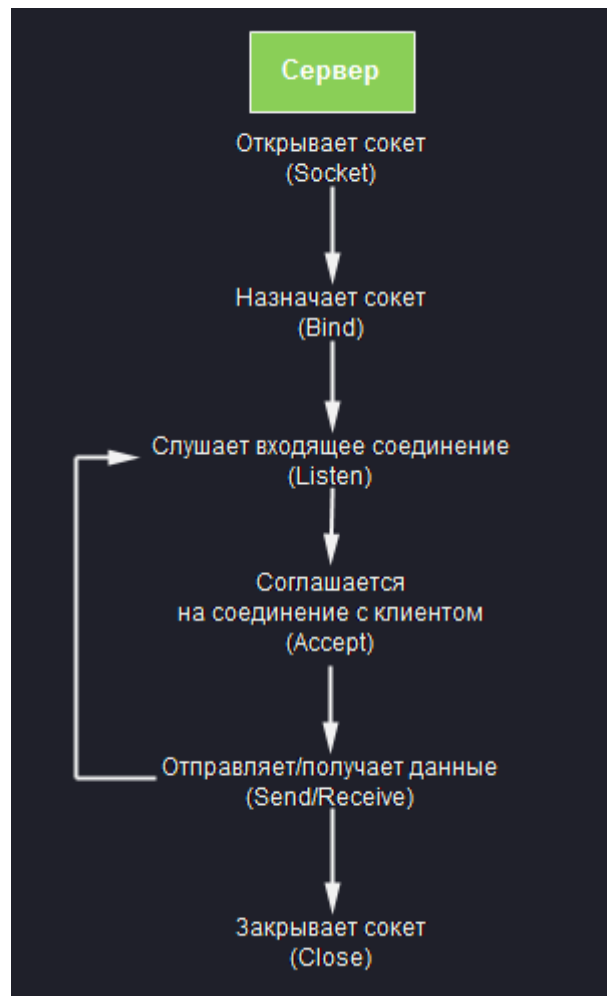 Сервер
Открывает сокет
(Socket)
Назначает сокет
(Bind)
Слушает входящее соединение
(Listen)
Соглашается
на соединение с клиентом
(Accept)
Отправляет/получает данные
(Send/Receive)
Закрывает сокет
(Close)